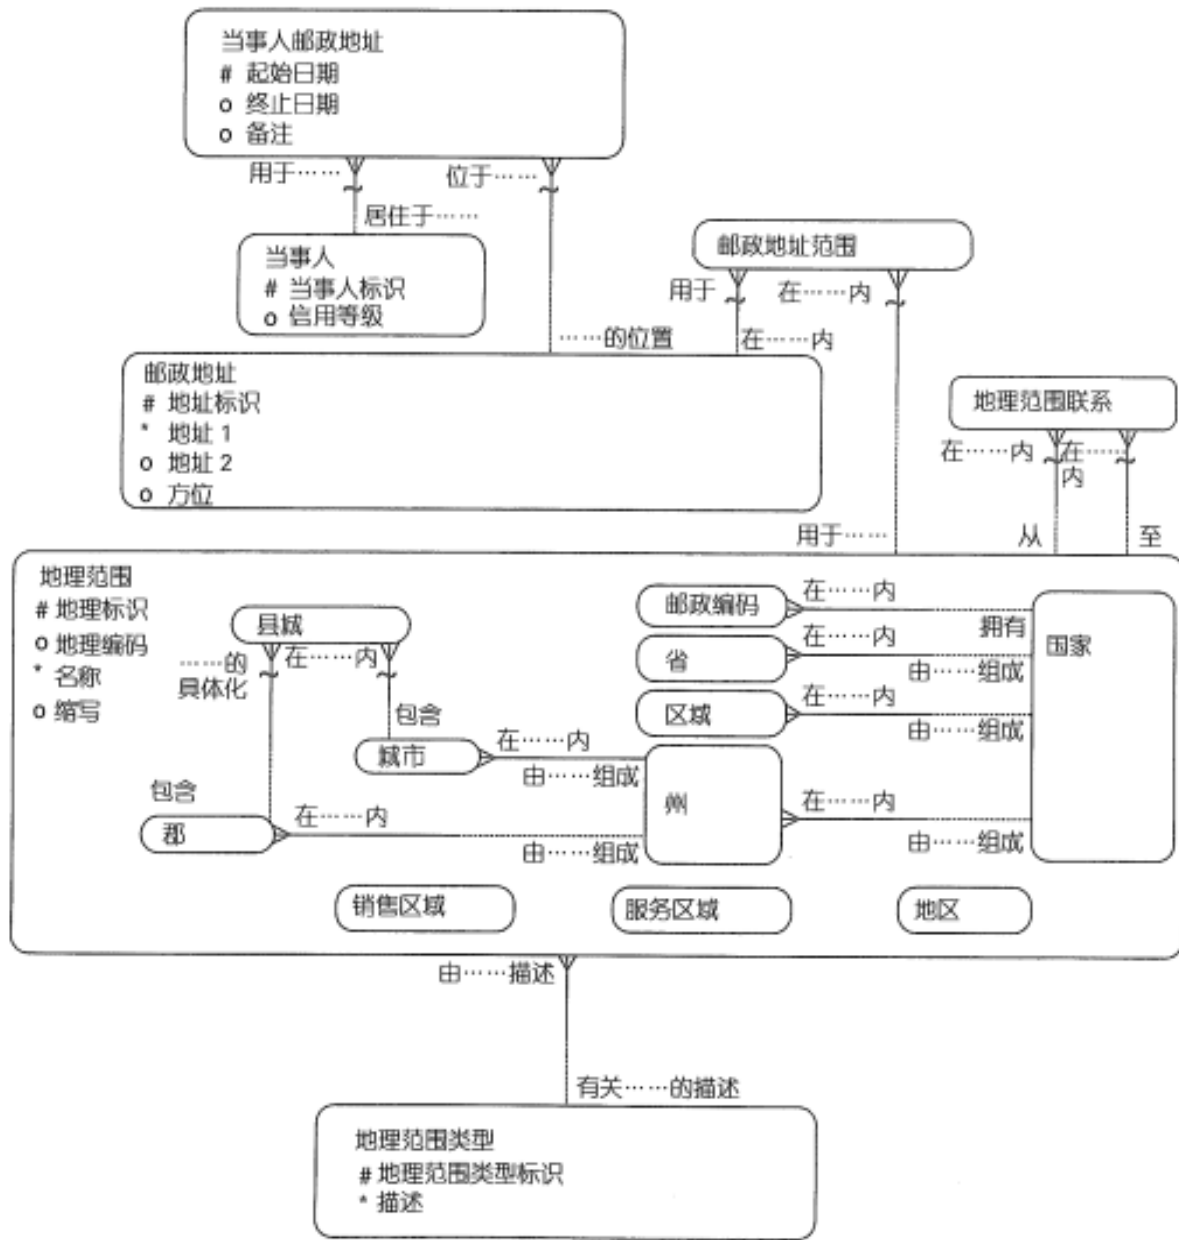 当事人邮政地址
# 起始日期
o 终止日期
o 备注
用于……
位于……
居住于……
当事人
# 当事人标识
o 信用等级
邮政地址范围
用于
在……内
……的位置
在……内
邮政地址
# 地址标识
* 地址 1
o 地址 2
o 方位
地理范围联系
在……内
在……
内
用于……
从
至
地理范围
# 地理标识
o 地理编码
* 名称
o 缩写
县城
……的
具体化
在……内
包含
城市
在……内
由……组成
包含
郡
在……内
由……组成
邮政编码
在……内
拥有
省
在……内
由……组成
区域
在……内
由……组成
州
在……内
由……组成
国家
销售区域
服务区域
地区
由……描述
有关……的描述
地理范围类型
# 地理范围类型标识
* 描述